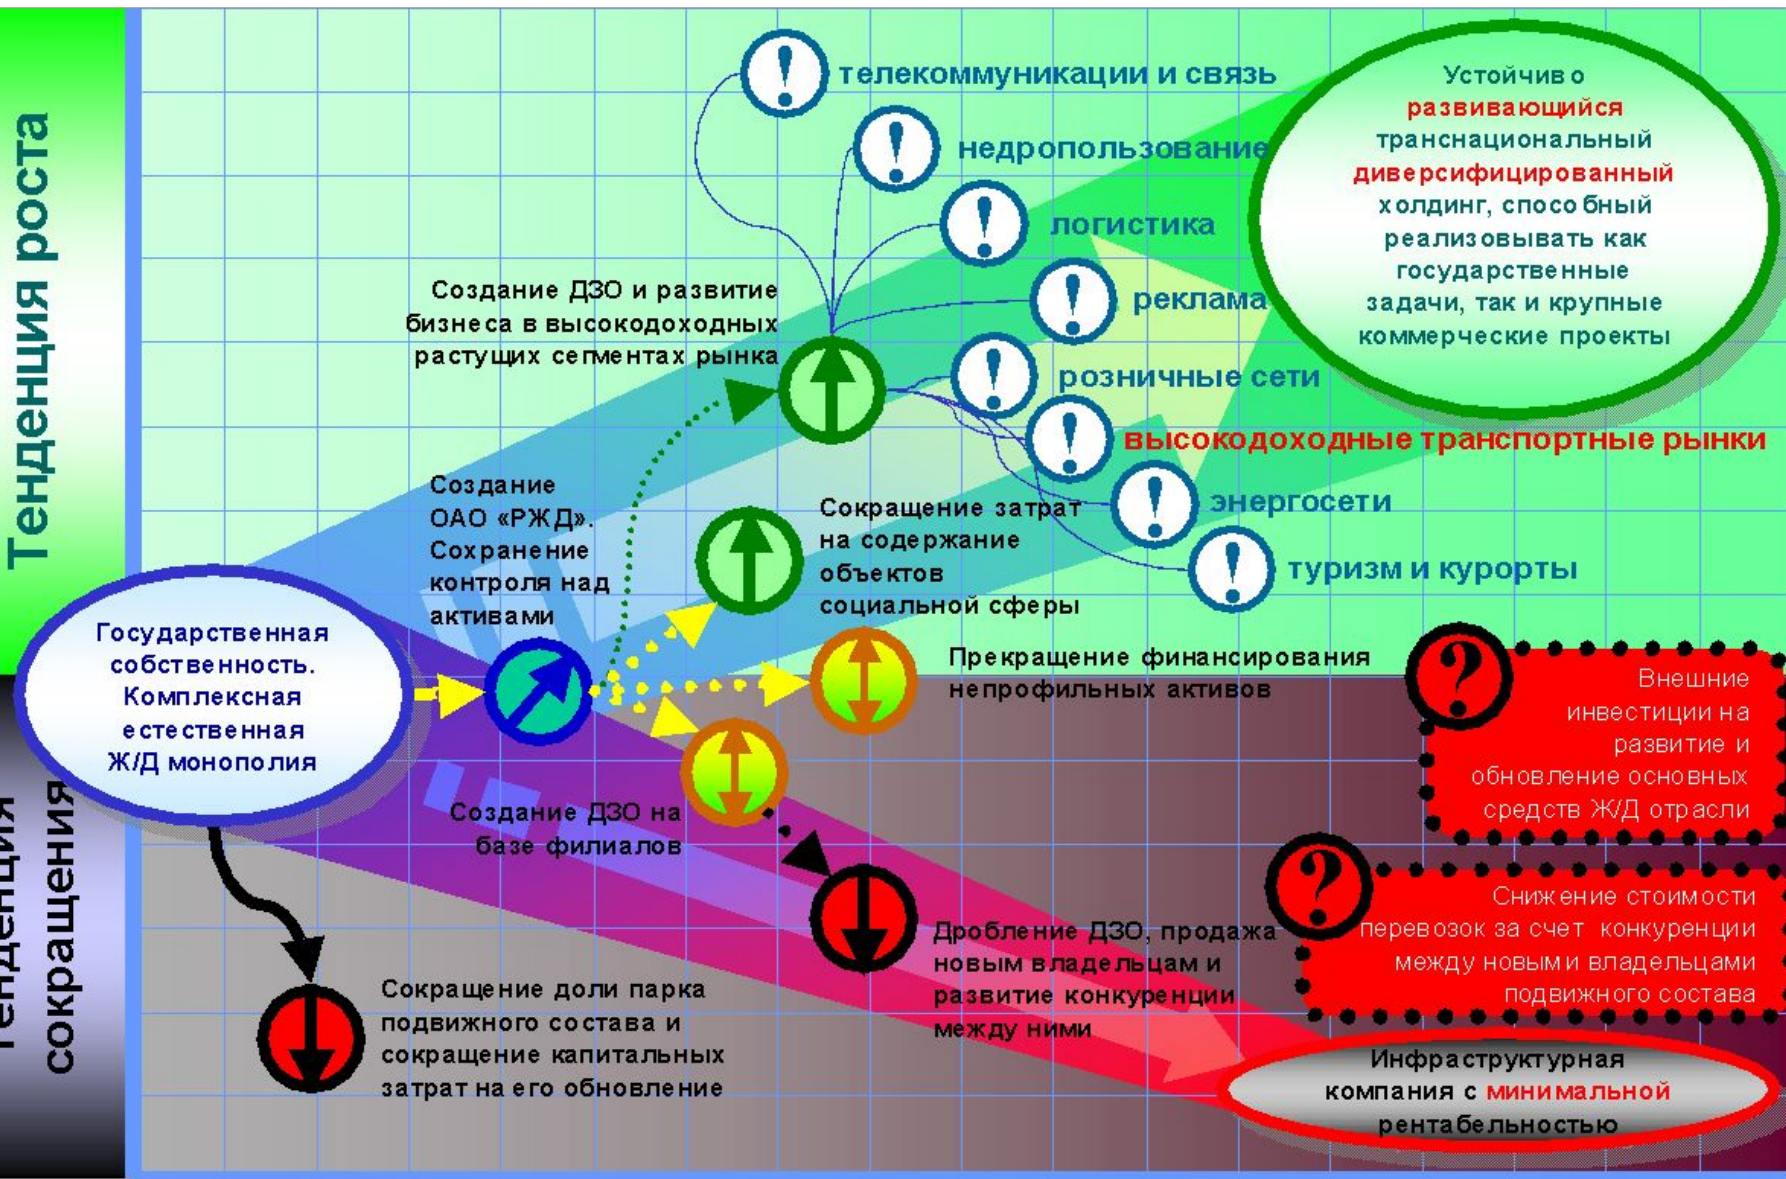 Тенденция роста
Тенденция
сокращения
телекоммуникации и связь
недропользование
логистика
реклама
розничные сети
высокодоходные транспортные рынки
энергосети
туризм и курорты
Устойчиво
развивающийся
транснациональный
диверсифицированный
холдинг, способный
реализовывать как
государственные
задачи, так и крупные
коммерческие проекты
Создание ДЗО и развитие
бизнеса в высокодоходных
растущих сегментах рынка
Создание
ОАО «РЖД».
Сохранение
контроля над
активами
Сокращение затрат
на содержание
объектов
социальной сферы
Государственная
собственность.
Комплексная
естественная
Ж/Д монополия
Прекращение финансирования
непрофильных активов
Создание ДЗО на
базе филиалов
Дробление ДЗО, продажа
новым владельцам и
развитие конкуренции
между ними
Сокращение доли парка
подвижного состава и
сокращение капитальных
затрат на его обновление
?
Внешние
инвестиции на
развитие и
обновление основных
средств Ж/Д отрасли
?
Снижение стоимости
перевозок за счет конкуренции
между новыми владельцами
подвижного состава
Инфраструктурная
компания с минимальной
рентабельностью